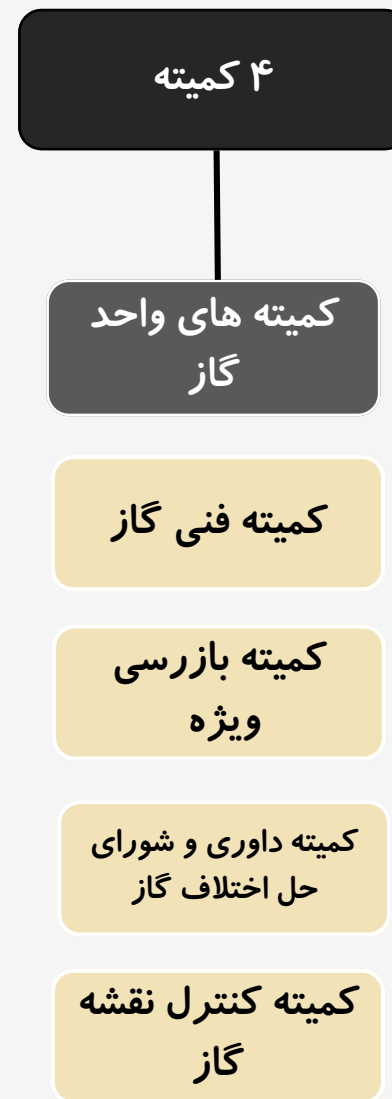 ۴ کمیته
کمیته های واحد
گاز
کمیته فنی گاز
کمیته بازرسی
ویژه
کمیته داوری و شورای
حل اختلاف گاز
کمیته کنترل نقشه
گاز